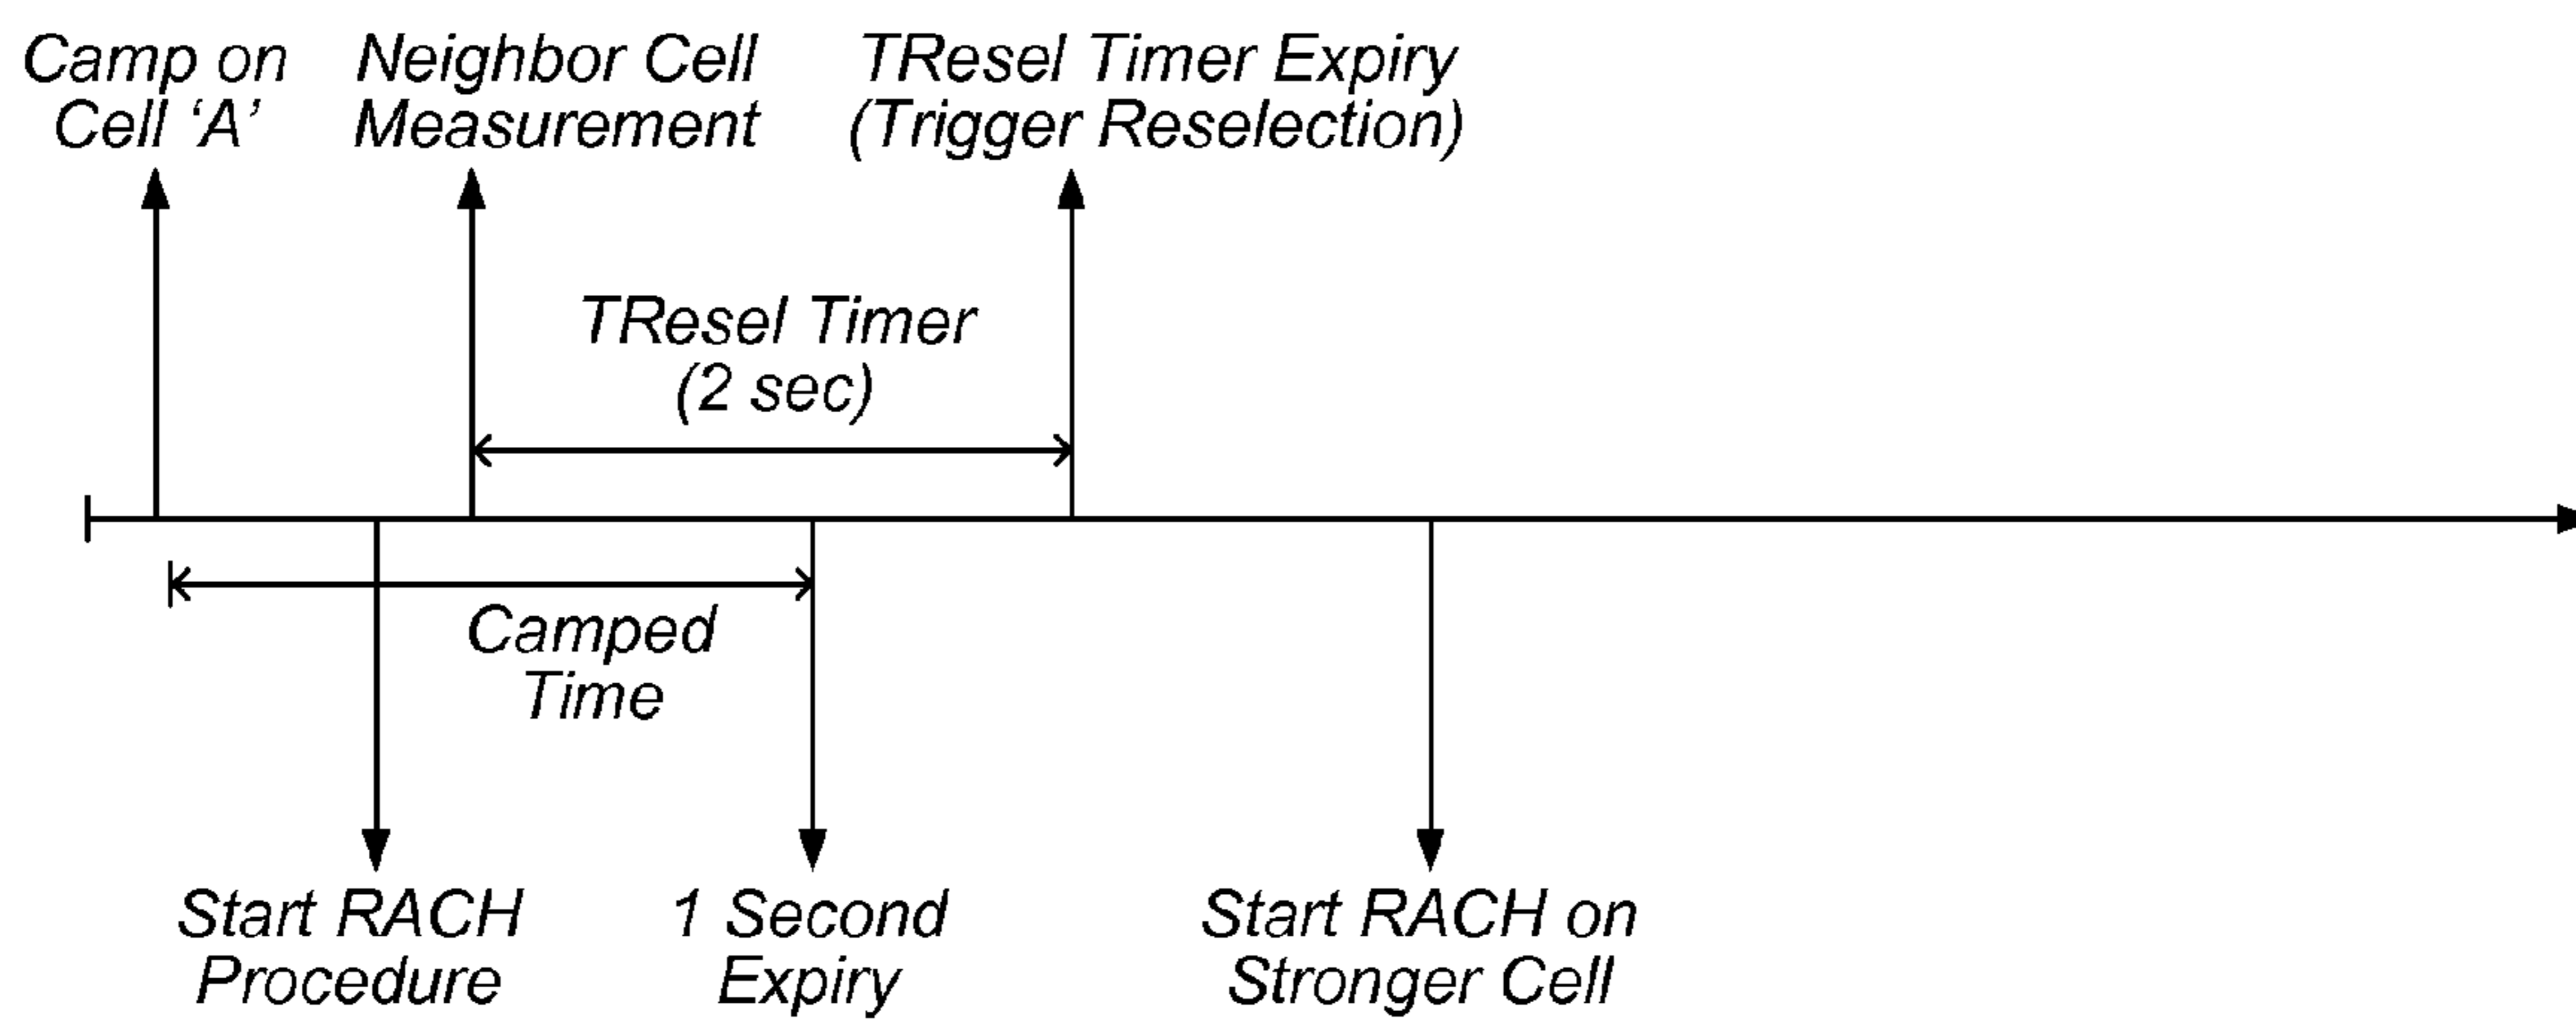 Camp on
Cell ‘A’
Neighbor Cell
Measurement
TResel Timer Expiry
(Trigger Reselection)
TResel Timer
(2 sec)
Camped
Time
Start RACH
Procedure
1 Second
Expiry
Start RACH on
Stronger Cell